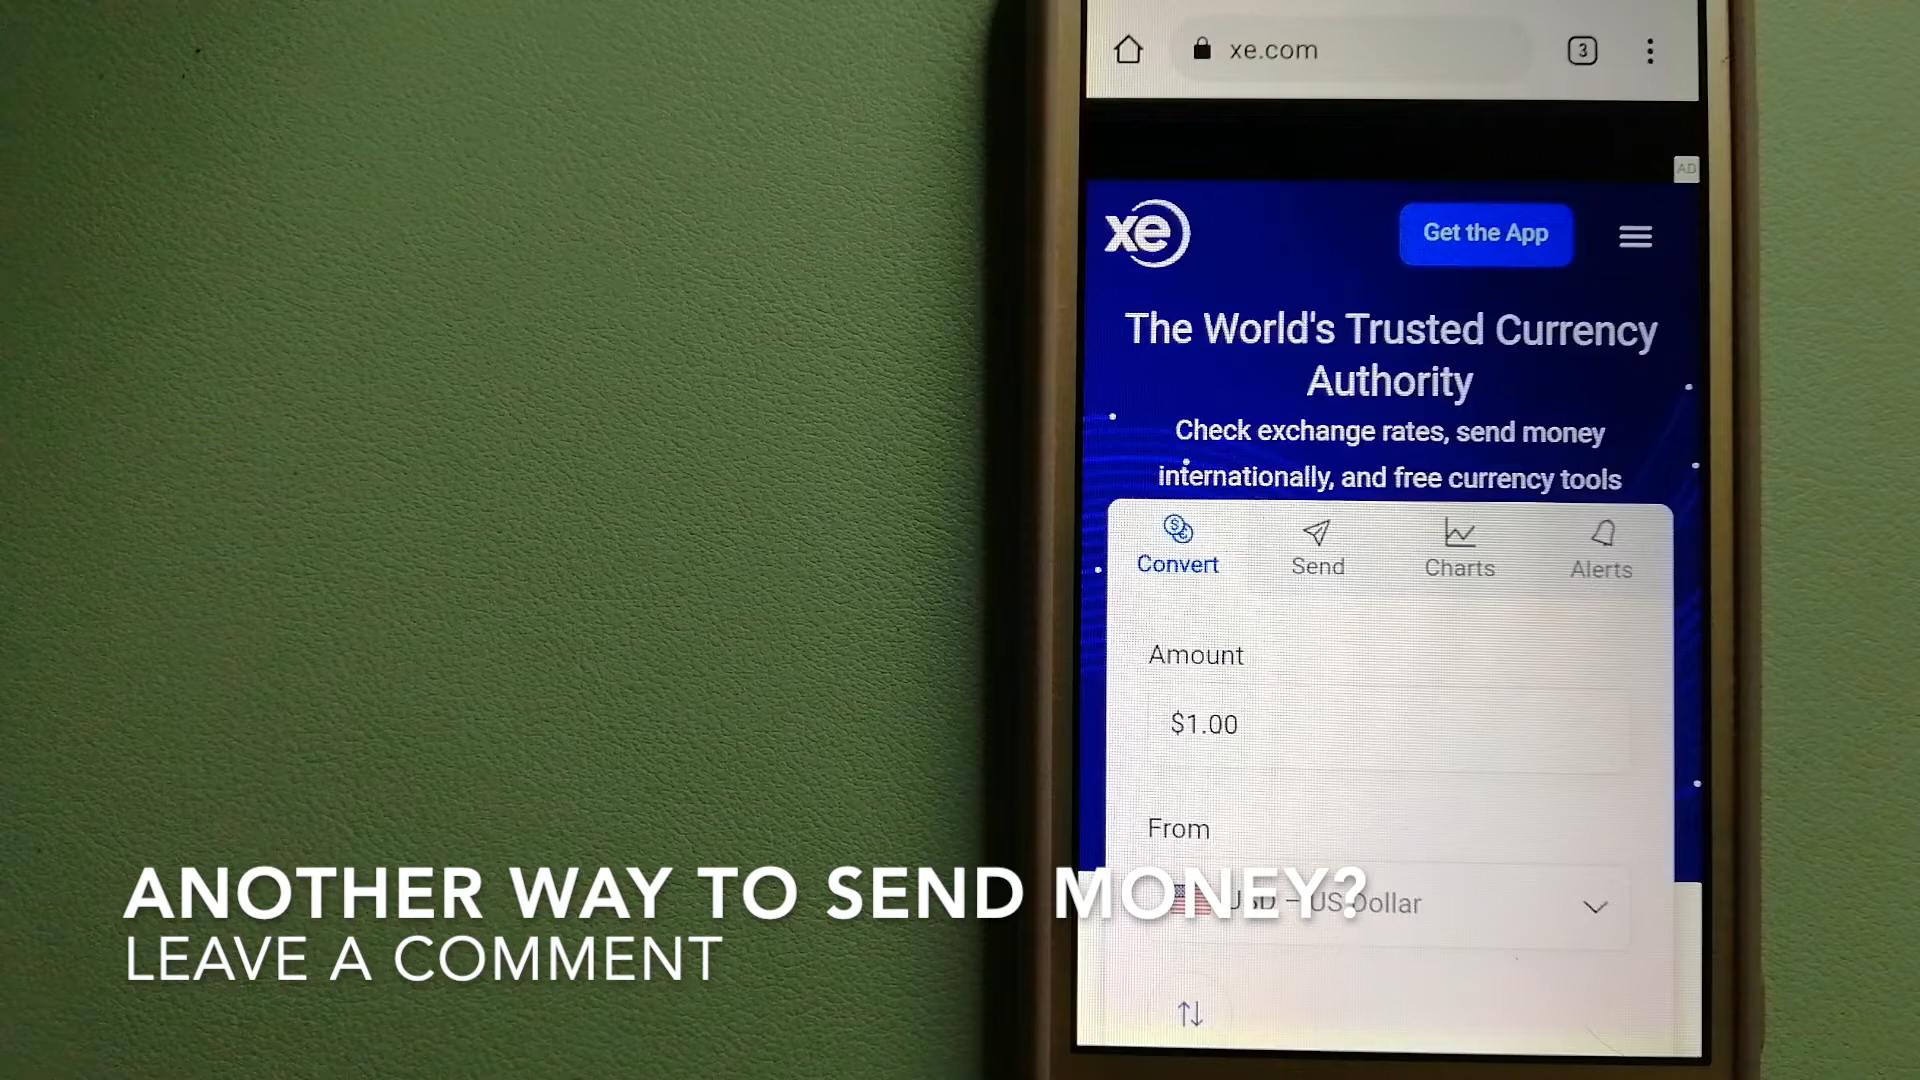 xe.com
3
AD
xe
Get the App
The World's Trusted Currency
Authority
Check exchange rates, send money
internationally, and free currency tools
Convert
Send
Charts
Alerts
Amount
$1.00
From
USD – US Dollar
ANOTHER WAY TO SEND MONEY?
LEAVE A COMMENT